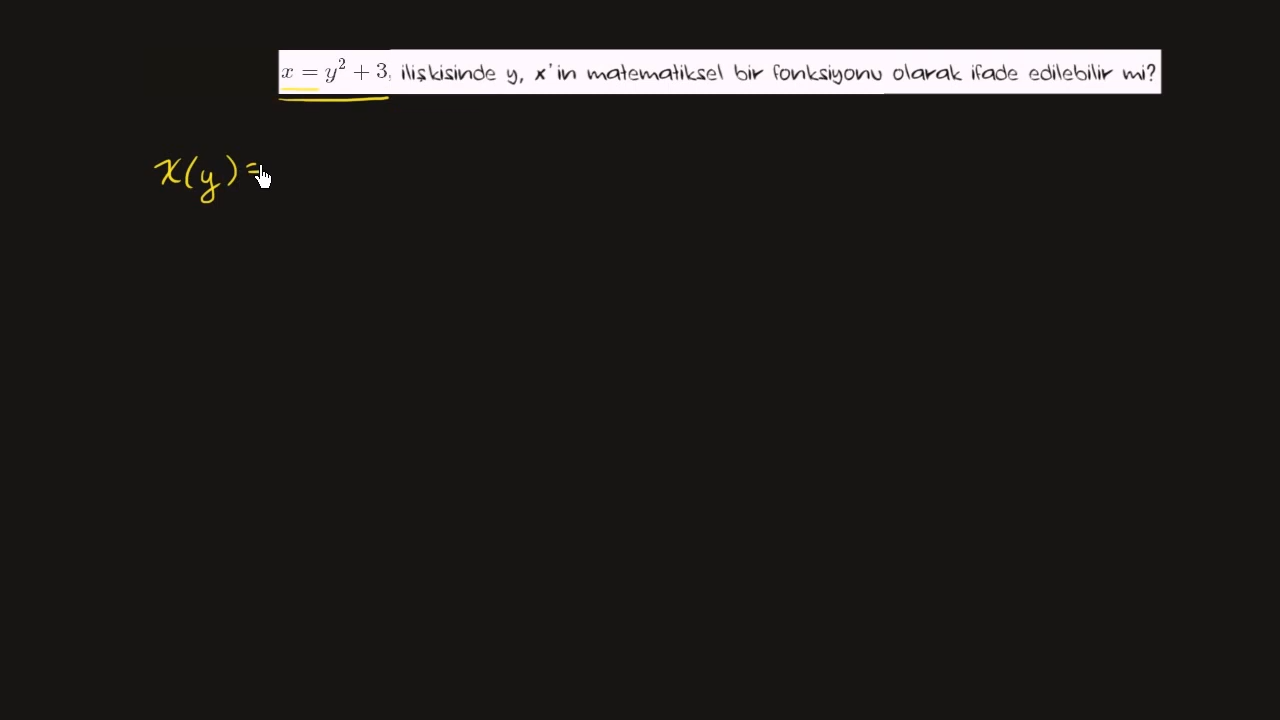 x = y² + 3, ilişkisinde y, x'in matematiksel bir fonksiyonu olarak ifade edilebilir mi?
x(y) =